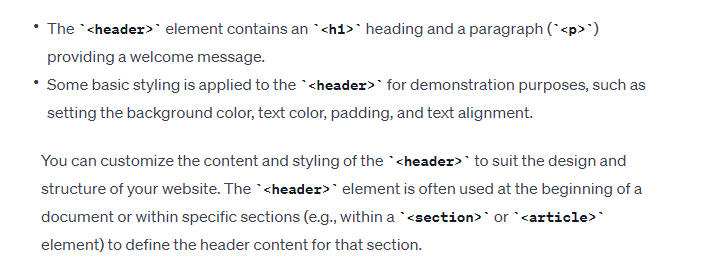 • The `<header>` element contains an `<h1>` heading and a paragraph (`<p>`)
providing a welcome message.
• Some basic styling is applied to the `<header>` for demonstration purposes, such as
setting the background color, text color, padding, and text alignment.
You can customize the content and styling of the `<header>` to suit the design and
structure of your website. The `<header>` element is often used at the beginning of a
document or within specific sections (e.g., within a `<section>` or `<article>`
element) to define the header content for that section.